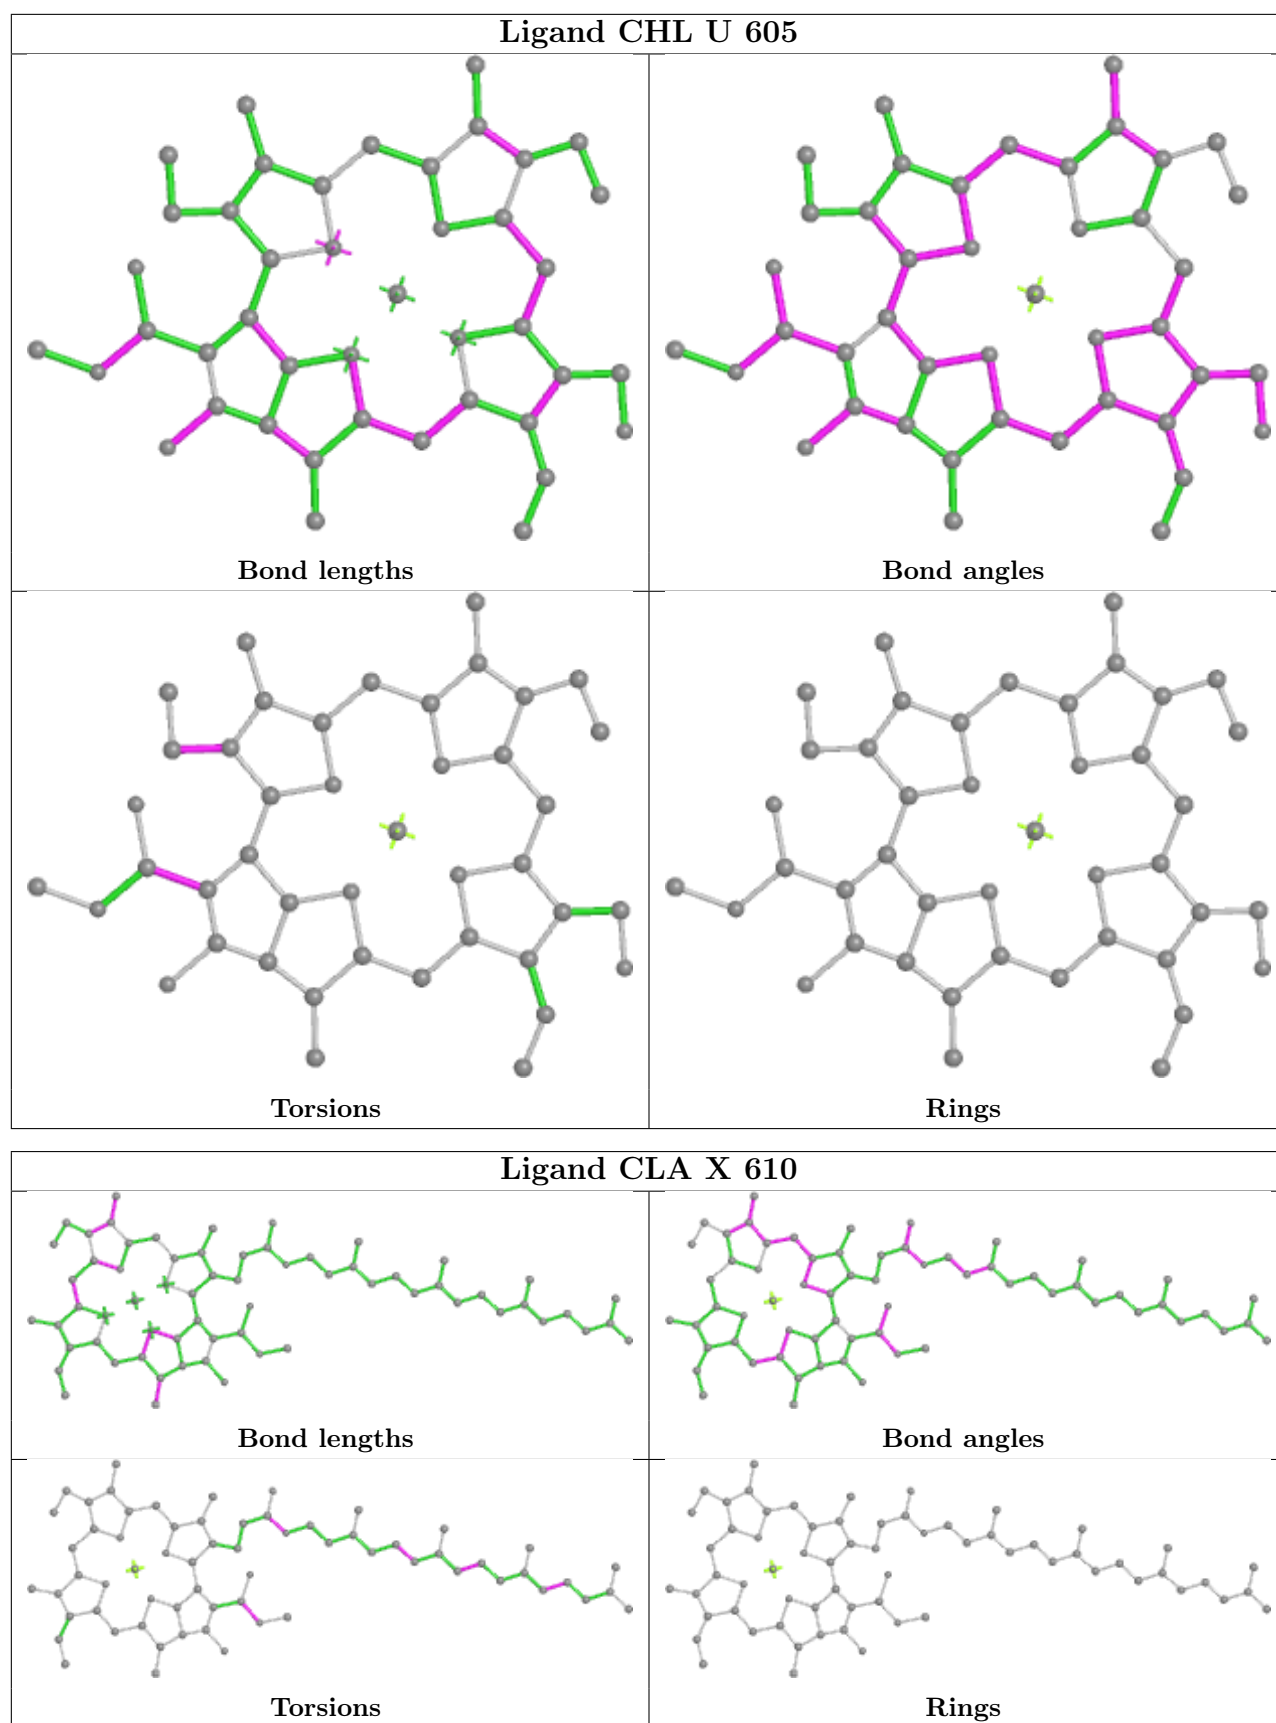 Ligand CHL U 605
Bond lengths
Bond angles
Torsions
Rings
Ligand CLA X 610
Bond lengths
Bond angles
Torsions
Rings